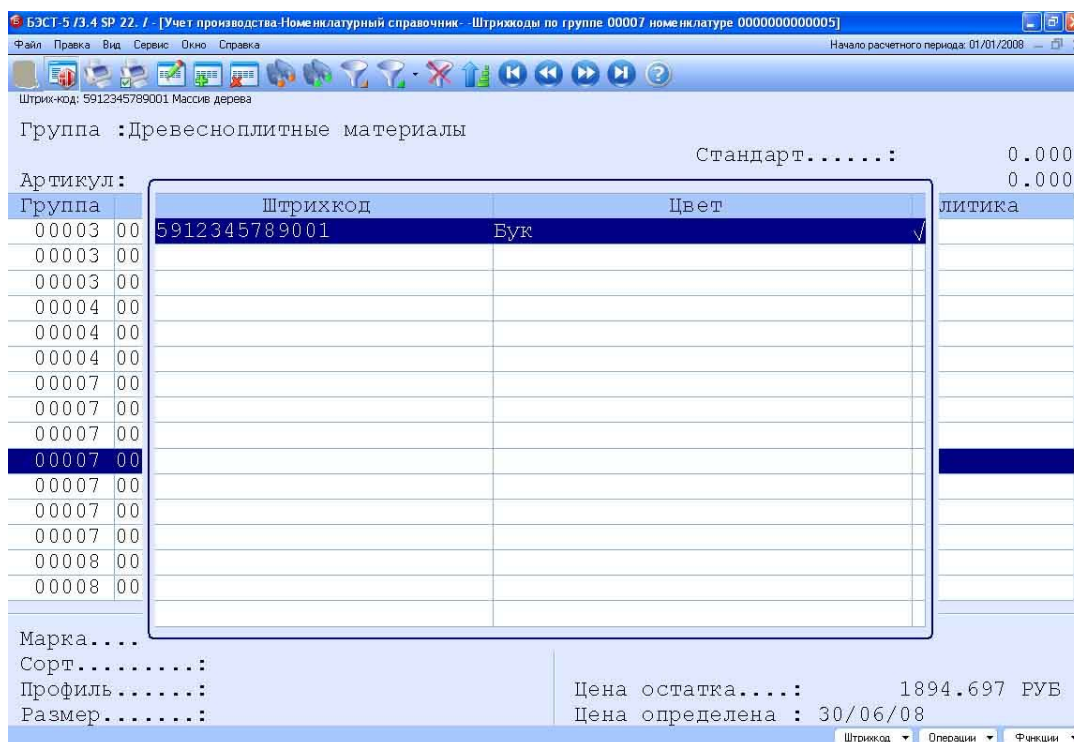 БЭСТ-5 /3.4 SP 22. / - [Учет производства-Номенклатурный справочник- -Штрихкоды по группе 00007 номенклатуре 0000000000005]
Файл Правка Вид Сервис Окно Справка Начало расчетного периода: 01/01/2008
Штрих-код: 5912345789001 Массив дерева
Группа :Древесноплитные материалы
Стандарт......: 0.000
Артикул: 0.000
Группа Штрихкод Цвет литика
00003 00 5912345789001 Бук √
00003 00
00003 00
00004 00
00004 00
00004 00
00007 00
00007 00
00007 00
00007 00
00007 00
00007 00
00007 00
00008 00
00008 00
Марка....
Сорт.........:
Профиль......: Цена остатка....: 1894.697 РУБ
Размер.......: Цена определена : 30/06/08
Штрихкод Операции Функции